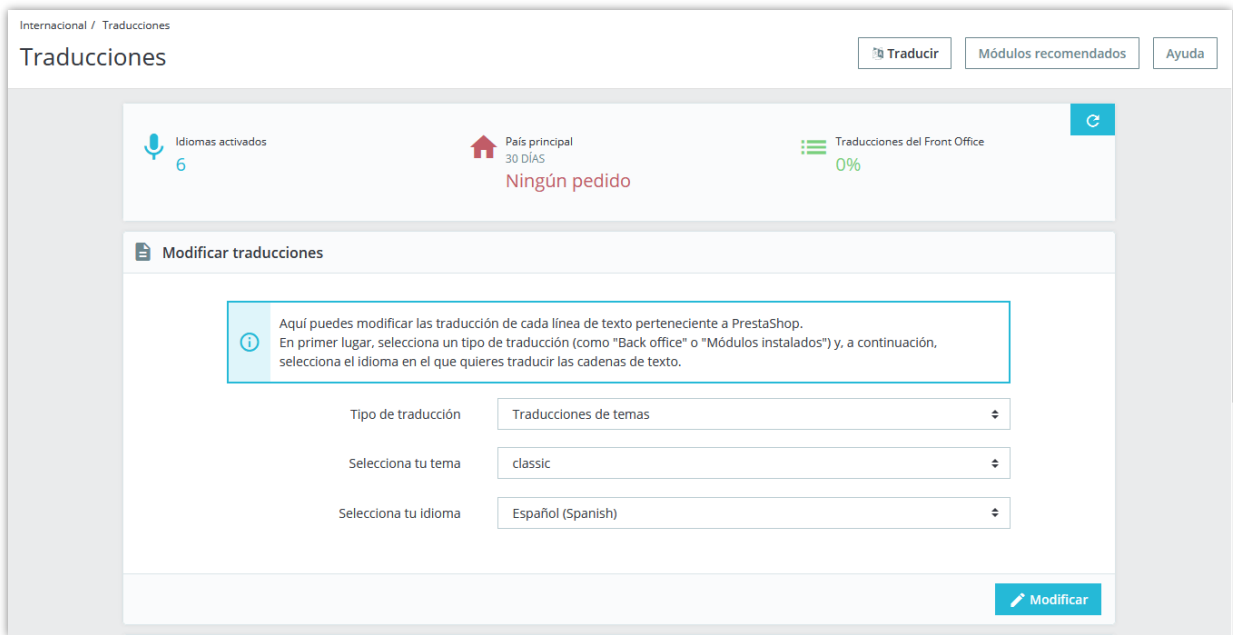 Internacional / Traducciones
Traducciones
Traducir
Módulos recomendados
Ayuda
Idiomas activados
6
País principal
30 DÍAS
Ningún pedido
Traducciones del Front Office
0%
Modificar traducciones
Aquí puedes modificar las traducción de cada línea de texto perteneciente a PrestaShop.
En primer lugar, selecciona un tipo de traducción (como "Back office" o "Módulos instalados") y, a continuación,
selecciona el idioma en el que quieres traducir las cadenas de texto.
Tipo de traducción
Traducciones de temas
Selecciona tu tema
classic
Selecciona tu idioma
Español (Spanish)
Modificar